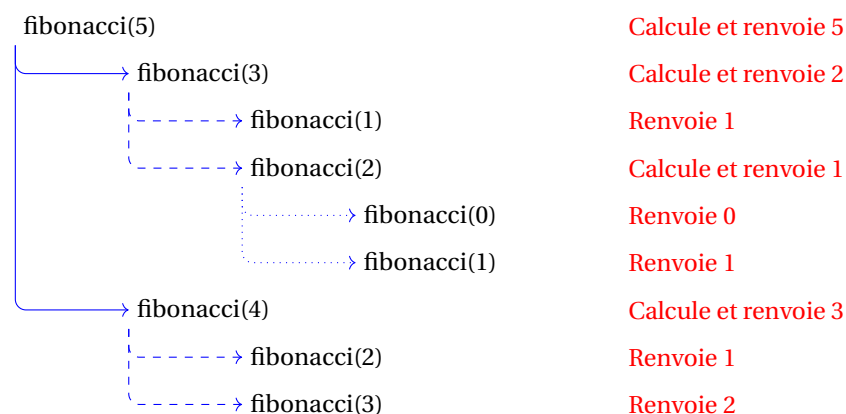 fibonacci(5) Calcule et renvoie 5
fibonacci(3) Calcule et renvoie 2
fibonacci(1) Renvoie 1
fibonacci(2) Calcule et renvoie 1
fibonacci(0) Renvoie 0
fibonacci(1) Renvoie 1
fibonacci(4) Calcule et renvoie 3
fibonacci(2) Renvoie 1
fibonacci(3) Renvoie 2